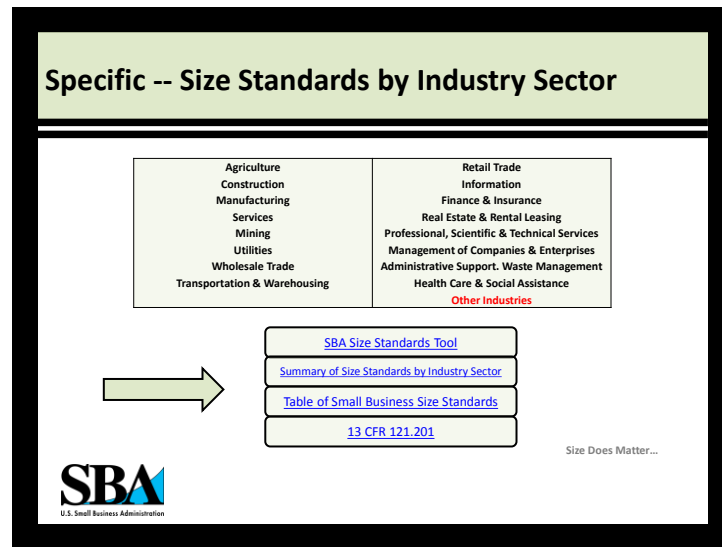 Specific -- Size Standards by Industry Sector
Agriculture
Construction
Manufacturing
Services
Mining
Utilities
Wholesale Trade
Transportation & Warehousing
Retail Trade
Information
Finance & Insurance
Real Estate & Rental Leasing
Professional, Scientific & Technical Services
Management of Companies & Enterprises
Administrative Support. Waste Management
Health Care & Social Assistance
Other Industries
SBA Size Standards Tool
Summary of Size Standards by Industry Sector
Table of Small Business Size Standards
13 CFR 121.201
Size Does Matter…
SBA
U.S. Small Business Administration